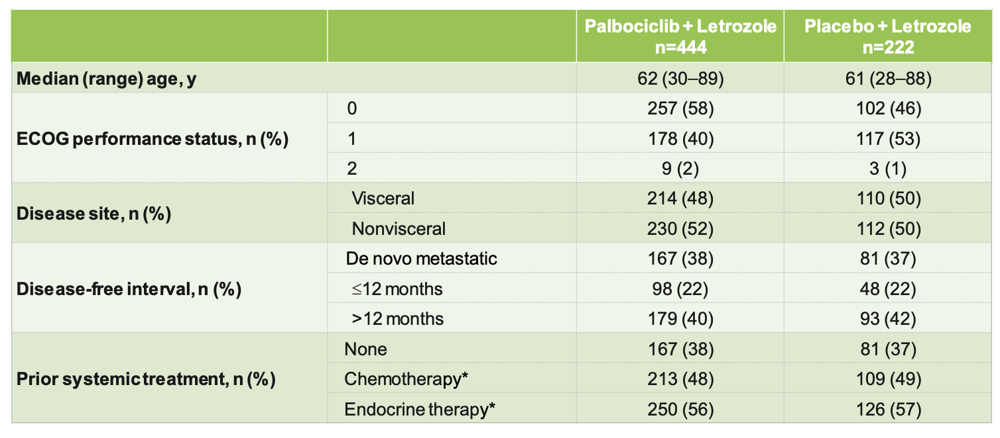 Palbociclib + Letrozole Placebo + Letrozole
n=444 n=222
Median (range) age, y 62 (30–89) 61 (28–88)
ECOG performance status, n (%)
0 257 (58) 102 (46)
1 178 (40) 117 (53)
2 9 (2) 3 (1)
Disease site, n (%)
Visceral 214 (48) 110 (50)
Nonvisceral 230 (52) 112 (50)
Disease-free interval, n (%)
De novo metastatic 167 (38) 81 (37)
≤12 months 98 (22) 48 (22)
>12 months 179 (40) 93 (42)
Prior systemic treatment, n (%)
None 167 (38) 81 (37)
Chemotherapy* 213 (48) 109 (49)
Endocrine therapy* 250 (56) 126 (57)